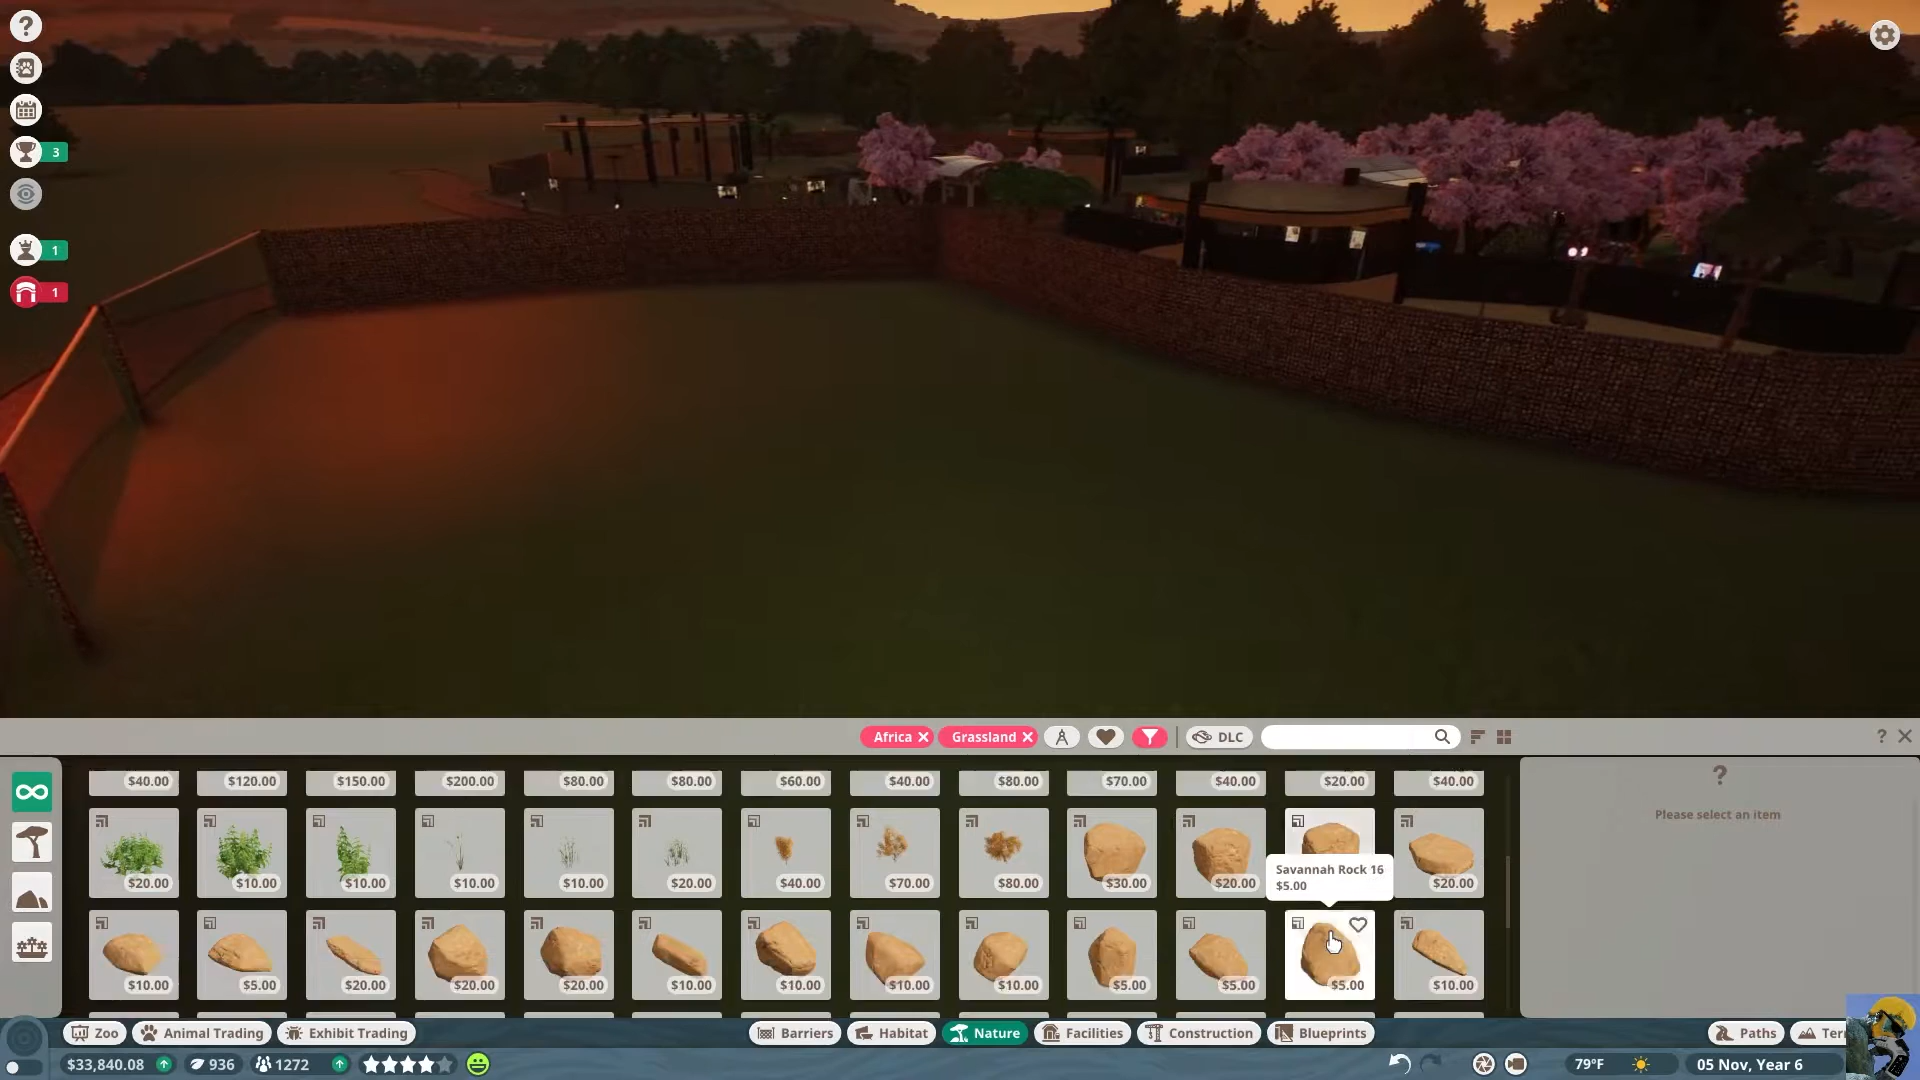 ?
3
1
1
Africa ✕ Grassland ✕ DLC ? ✕
$40.00 $120.00 $150.00 $200.00 $80.00 $80.00 $60.00 $40.00 $80.00 $70.00 $40.00 $20.00 $40.00
?
Please select an item
$20.00 $10.00 $10.00 $10.00 $10.00 $20.00 $40.00 $70.00 $80.00 $30.00 $20.00 $20.00
Savannah Rock 16
$5.00
$10.00 $5.00 $20.00 $20.00 $20.00 $10.00 $10.00 $10.00 $10.00 $5.00 $5.00 $5.00 $10.00
Zoo Animal Trading Exhibit Trading Barriers Habitat Nature Facilities Construction Blueprints Paths
$33,840.08 936 1272 79°F 05 Nov, Year 6